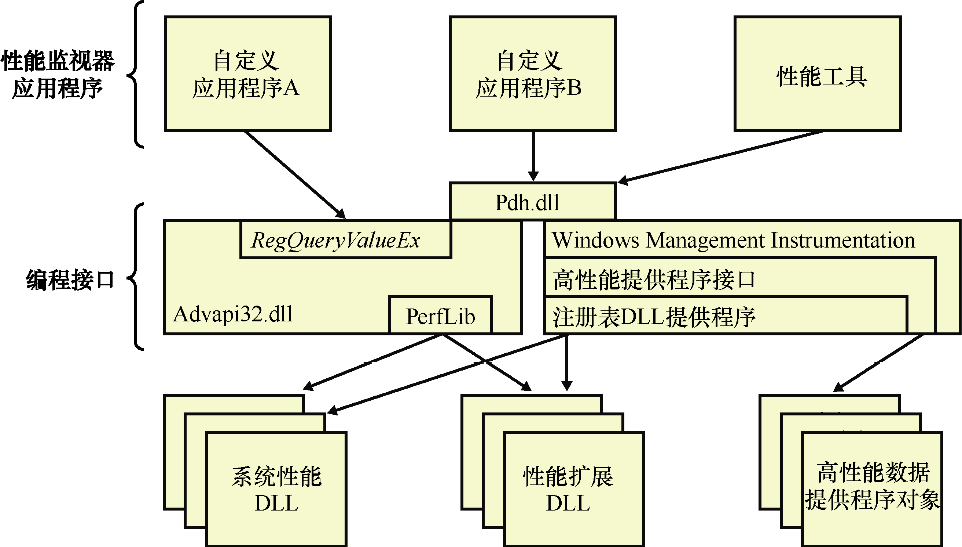 性能监视器
应用程序
自定义
应用程序A
自定义
应用程序B
性能工具
Pdh.dll
编程接口
RegQueryValueEx
Advapi32.dll
PerfLib
Windows Management Instrumentation
高性能提供程序接口
注册表DLL提供程序
系统性能
DLL
性能扩展
DLL
高性能数据
提供程序对象